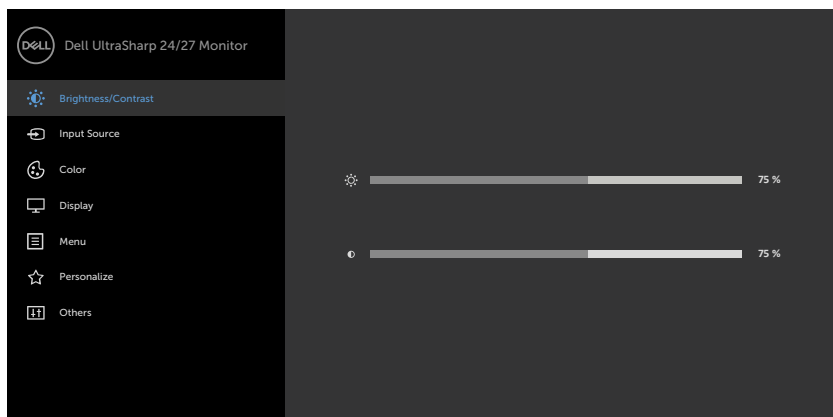 DELL
Dell UltraSharp 24/27 Monitor
Brightness/Contrast
Input Source
Color
Display
Menu
Personalize
Others
75 %
75 %